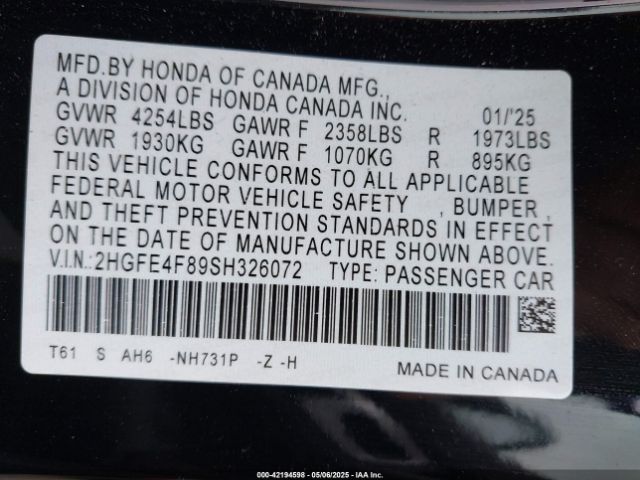 MFD.BY HONDA OF CANADA MFG.,
A DIVISION OF HONDA CANADA INC. 01/'25
GVWR 4254LBS GAWR F 2358LBS R 1973LBS
GVWR 1930KG GAWR F 1070KG R 895KG
THIS VEHICLE CONFORMS TO ALL APPLICABLE
FEDERAL MOTOR VEHICLE SAFETY , BUMPER ,
AND THEFT PREVENTION STANDARDS IN EFFECT
ON THE DATE OF MANUFACTURE SHOWN ABOVE.
V.I.N.:2HGFE4F89SH326072 TYPE: PASSENGER CAR
T61 S AH6 -NH731P -Z -H MADE IN CANADA
000-42194598 - 05/06/2025 - IAAI.COM